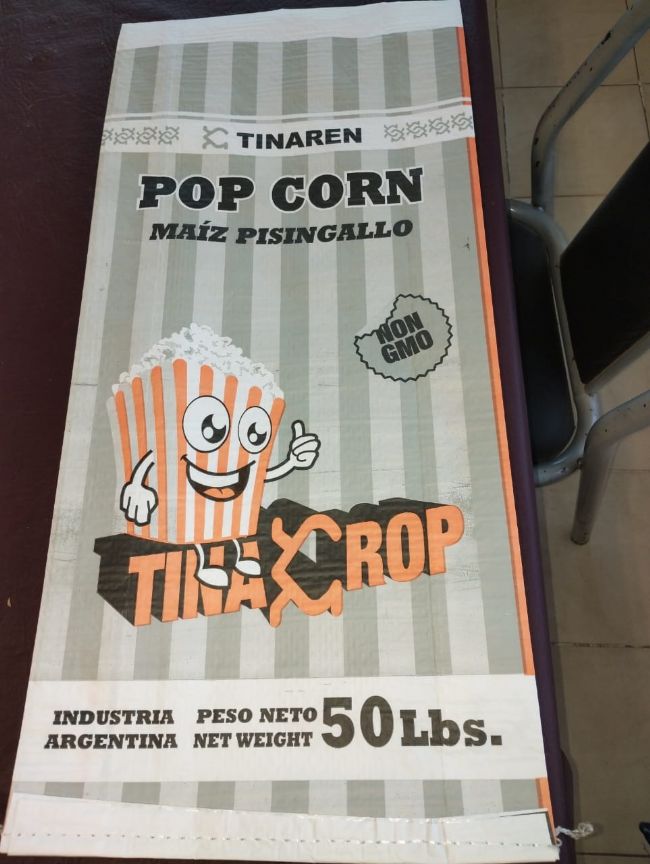 TINAREN
POP CORN
MAÍZ PISINGALLO
NON
GMO
TINA CROP
INDUSTRIA
ARGENTINA
PESO NETO
NET WEIGHT
50 Lbs.